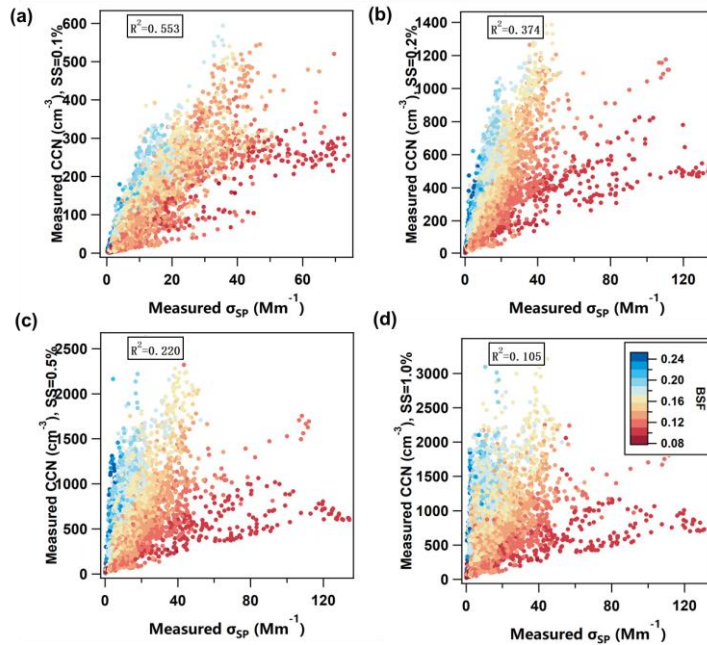 (a)
R²=0.553
Measured CCN (cm⁻³), SS=0.1%
600
500
400
300
200
100
0
0 20 40 60
Measured σSP (Mm⁻¹)
(b)
R²=0.374
Measured CCN (cm⁻³), SS=0.2%
1400
1200
1000
800
600
400
200
0
0 40 80 120
Measured σSP (Mm⁻¹)
(c)
R²=0.220
Measured CCN (cm⁻³), SS=0.5%
2500
2000
1500
1000
500
0
0 40 80 120
Measured σSP (Mm⁻¹)
(d)
R²=0.105
Measured CCN (cm⁻³), SS=1.0%
3000
2500
2000
1500
1000
500
0
0 40 80 120
Measured σSP (Mm⁻¹)
0.24
0.20
0.16
0.12
0.08
BSF